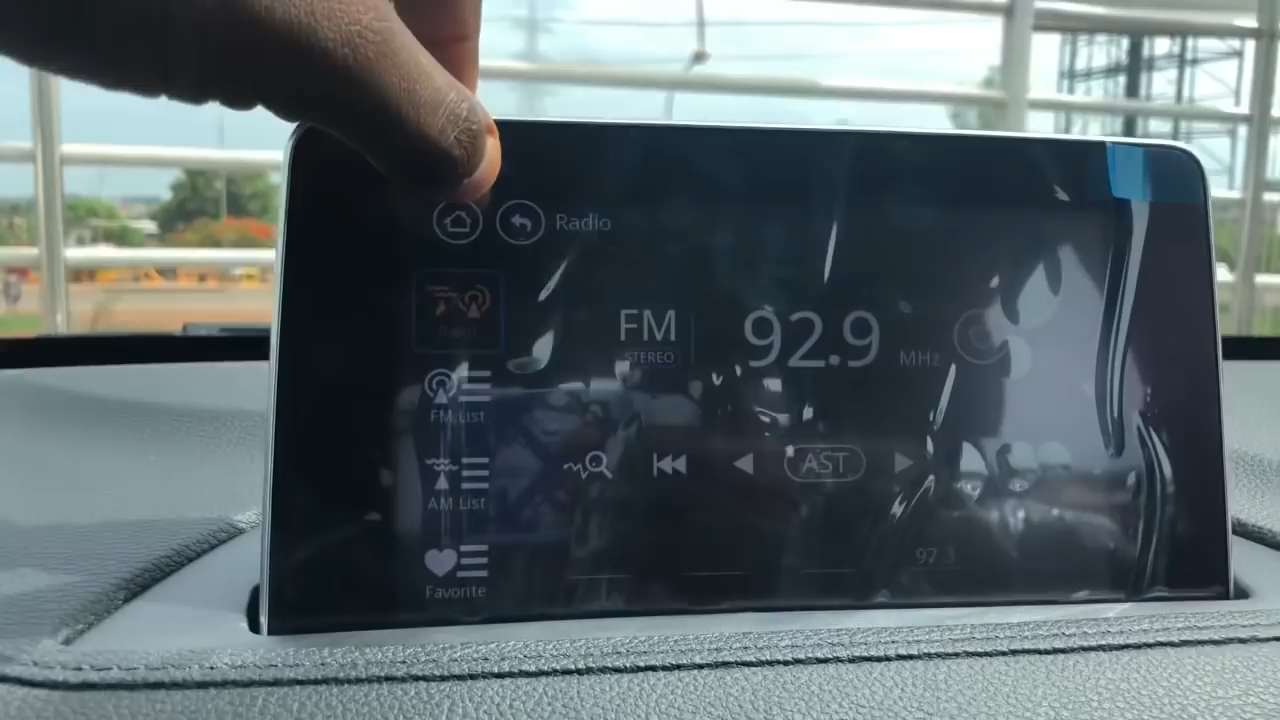 Radio
FM
STEREO
92.9
MHz
FM List
AST
AM List
97.3
Favorite